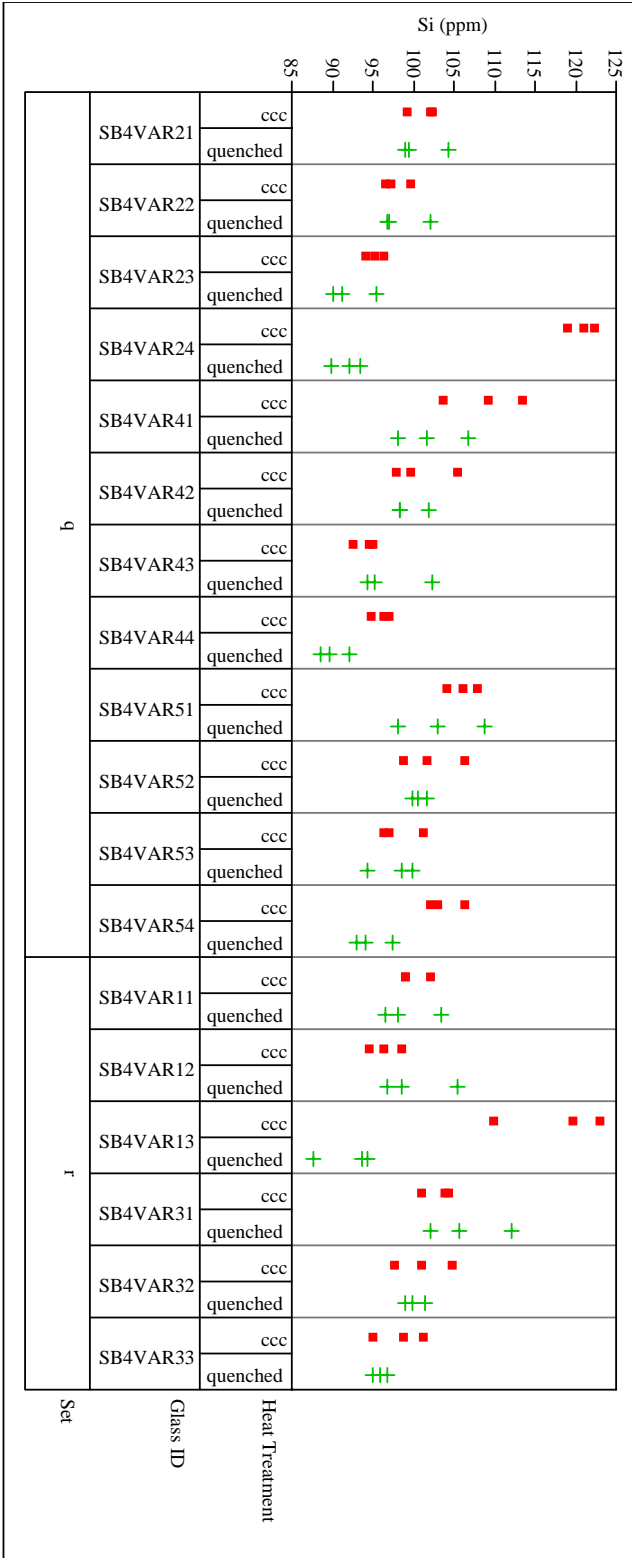 Si (ppm)
85 90 95 100 105 110 115 120 125
q
SB4VAR21
ccc
quenched
SB4VAR22
ccc
quenched
SB4VAR23
ccc
quenched
SB4VAR24
ccc
quenched
SB4VAR41
ccc
quenched
SB4VAR42
ccc
quenched
SB4VAR43
ccc
quenched
SB4VAR44
ccc
quenched
SB4VAR51
ccc
quenched
SB4VAR52
ccc
quenched
SB4VAR53
ccc
quenched
SB4VAR54
ccc
quenched
r
SB4VAR11
ccc
quenched
SB4VAR12
ccc
quenched
SB4VAR13
ccc
quenched
SB4VAR31
ccc
quenched
SB4VAR32
ccc
quenched
SB4VAR33
ccc
quenched
Set
Glass ID
Heat Treatment